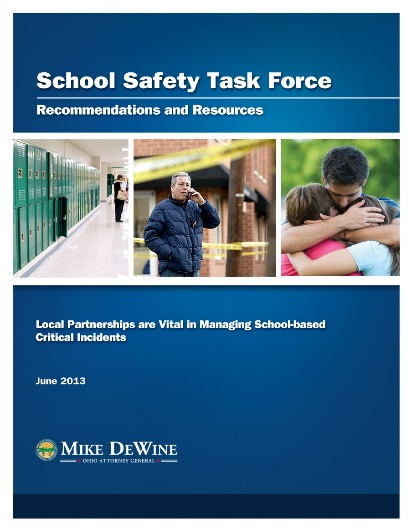 School Safety Task Force
Recommendations and Resources
Local Partnerships are Vital in Managing School-based
Critical Incidents
June 2013
MIKE DEWINE
OHIO ATTORNEY GENERAL